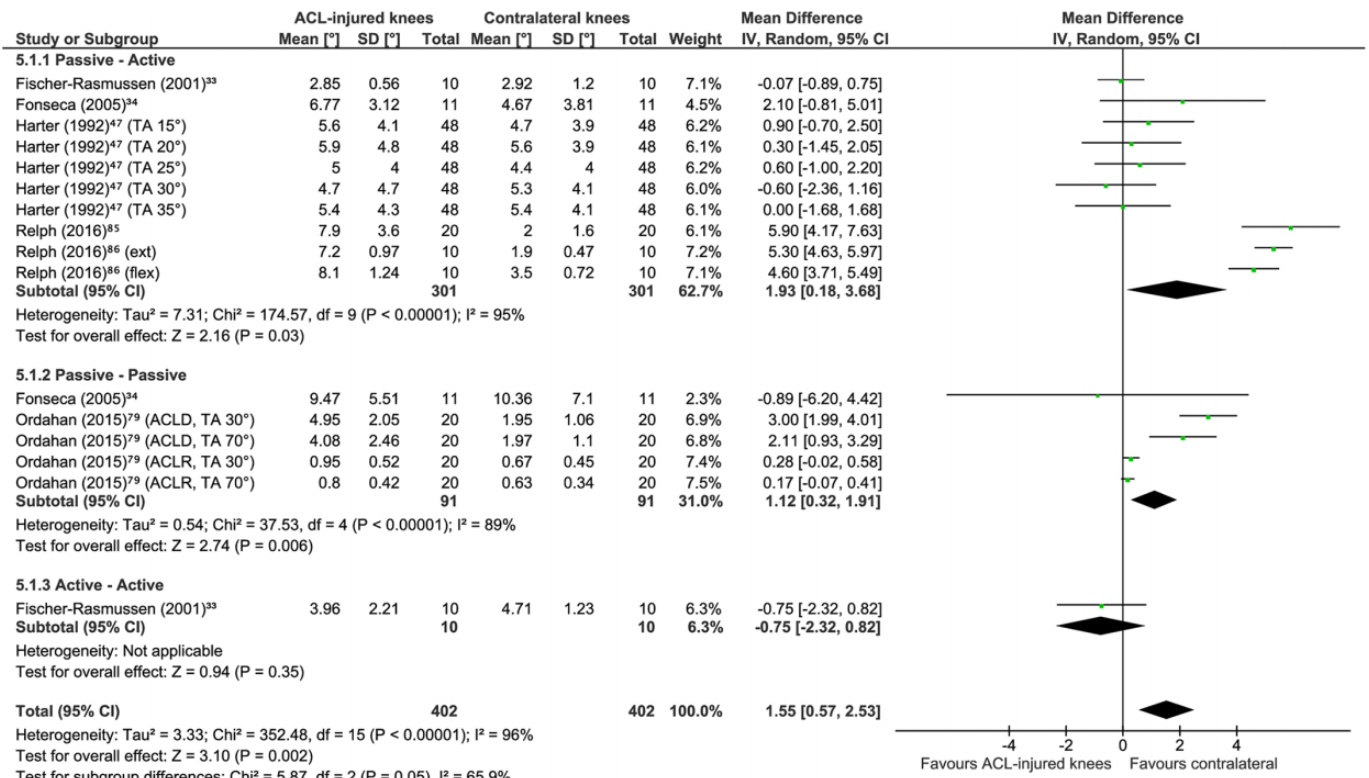 ACL-injured knees Contralateral knees Mean Difference Mean Difference
Study or Subgroup Mean [°] SD [°] Total Mean [°] SD [°] Total Weight IV, Random, 95% CI IV, Random, 95% CI
5.1.1 Passive - Active
Fischer-Rasmussen (2001)³³ 2.85 0.56 10 2.92 1.2 10 7.1% -0.07 [-0.89, 0.75]
Fonseca (2005)³⁴ 6.77 3.12 11 4.67 3.81 11 4.5% 2.10 [-0.81, 5.01]
Harter (1992)⁴⁷ (TA 15°) 5.6 4.1 48 4.7 3.9 48 6.2% 0.90 [-0.70, 2.50]
Harter (1992)⁴⁷ (TA 20°) 5.9 4.8 48 5.6 3.9 48 6.1% 0.30 [-1.45, 2.05]
Harter (1992)⁴⁷ (TA 25°) 5 4 48 4.4 4 48 6.2% 0.60 [-1.00, 2.20]
Harter (1992)⁴⁷ (TA 30°) 4.7 4.7 48 5.3 4.1 48 6.0% -0.60 [-2.36, 1.16]
Harter (1992)⁴⁷ (TA 35°) 5.4 4.3 48 5.4 4.1 48 6.1% 0.00 [-1.68, 1.68]
Relph (2016)⁸⁵ 7.9 3.6 20 2 1.6 20 6.1% 5.90 [4.17, 7.63]
Relph (2016)⁸⁶ (ext) 7.2 0.97 10 1.9 0.47 10 7.2% 5.30 [4.63, 5.97]
Relph (2016)⁸⁶ (flex) 8.1 1.24 10 3.5 0.72 10 7.1% 4.60 [3.71, 5.49]
Subtotal (95% CI) 301 301 62.7% 1.93 [0.18, 3.68]
Heterogeneity: Tau² = 7.31; Chi² = 174.57, df = 9 (P < 0.00001); I² = 95%
Test for overall effect: Z = 2.16 (P = 0.03)
5.1.2 Passive - Passive
Fonseca (2005)³⁴ 9.47 5.51 11 10.36 7.1 11 2.3% -0.89 [-6.20, 4.42]
Ordahan (2015)⁷⁹ (ACLD, TA 30°) 4.95 2.05 20 1.95 1.06 20 6.9% 3.00 [1.99, 4.01]
Ordahan (2015)⁷⁹ (ACLD, TA 70°) 4.08 2.46 20 1.97 1.1 20 6.8% 2.11 [0.93, 3.29]
Ordahan (2015)⁷⁹ (ACLR, TA 30°) 0.95 0.52 20 0.67 0.45 20 7.4% 0.28 [-0.02, 0.58]
Ordahan (2015)⁷⁹ (ACLR, TA 70°) 0.8 0.42 20 0.63 0.34 20 7.5% 0.17 [-0.07, 0.41]
Subtotal (95% CI) 91 91 31.0% 1.12 [0.32, 1.91]
Heterogeneity: Tau² = 0.54; Chi² = 37.53, df = 4 (P < 0.00001); I² = 89%
Test for overall effect: Z = 2.74 (P = 0.006)
5.1.3 Active - Active
Fischer-Rasmussen (2001)³³ 3.96 2.21 10 4.71 1.23 10 6.3% -0.75 [-2.32, 0.82]
Subtotal (95% CI) 10 10 6.3% -0.75 [-2.32, 0.82]
Heterogeneity: Not applicable
Test for overall effect: Z = 0.94 (P = 0.35)
Total (95% CI) 402 402 100.0% 1.55 [0.57, 2.53]
Heterogeneity: Tau² = 3.33; Chi² = 352.48, df = 15 (P < 0.00001); I² = 96%
Test for overall effect: Z = 3.10 (P = 0.002)
Test for subgroup differences: Chi² = 5.87, df = 2 (P = 0.05), I² = 65.9%
-4 -2 0 2 4
Favours ACL-injured knees Favours contralateral